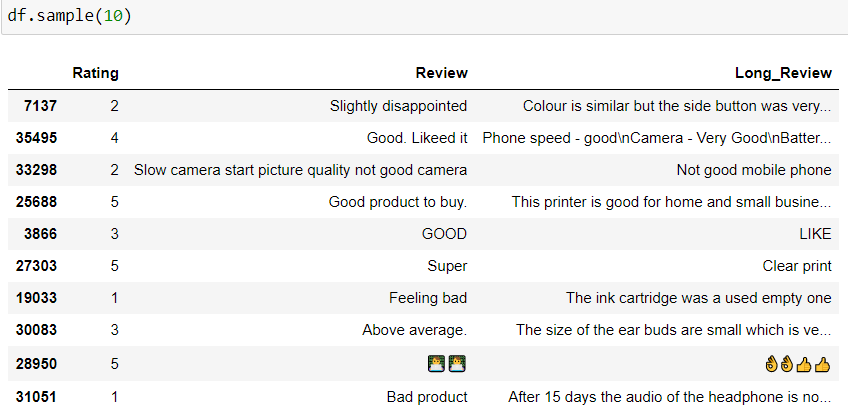 df.sample(10)
Rating Review Long_Review
7137 2 Slightly disappointed Colour is similar but the side button was very...
35495 4 Good. Likeed it Phone speed - good\nCamera - Very Good\nBatter...
33298 2 Slow camera start picture quality not good camera Not good mobile phone
25688 5 Good product to buy. This printer is good for home and small busine...
3866 3 GOOD LIKE
27303 5 Super Clear print
19033 1 Feeling bad The ink cartridge was a used empty one
30083 3 Above average. The size of the ear buds are small which is ve...
28950 5 👨‍💻👨‍💻 👌👌👍👍
31051 1 Bad product After 15 days the audio of the headphone is no...